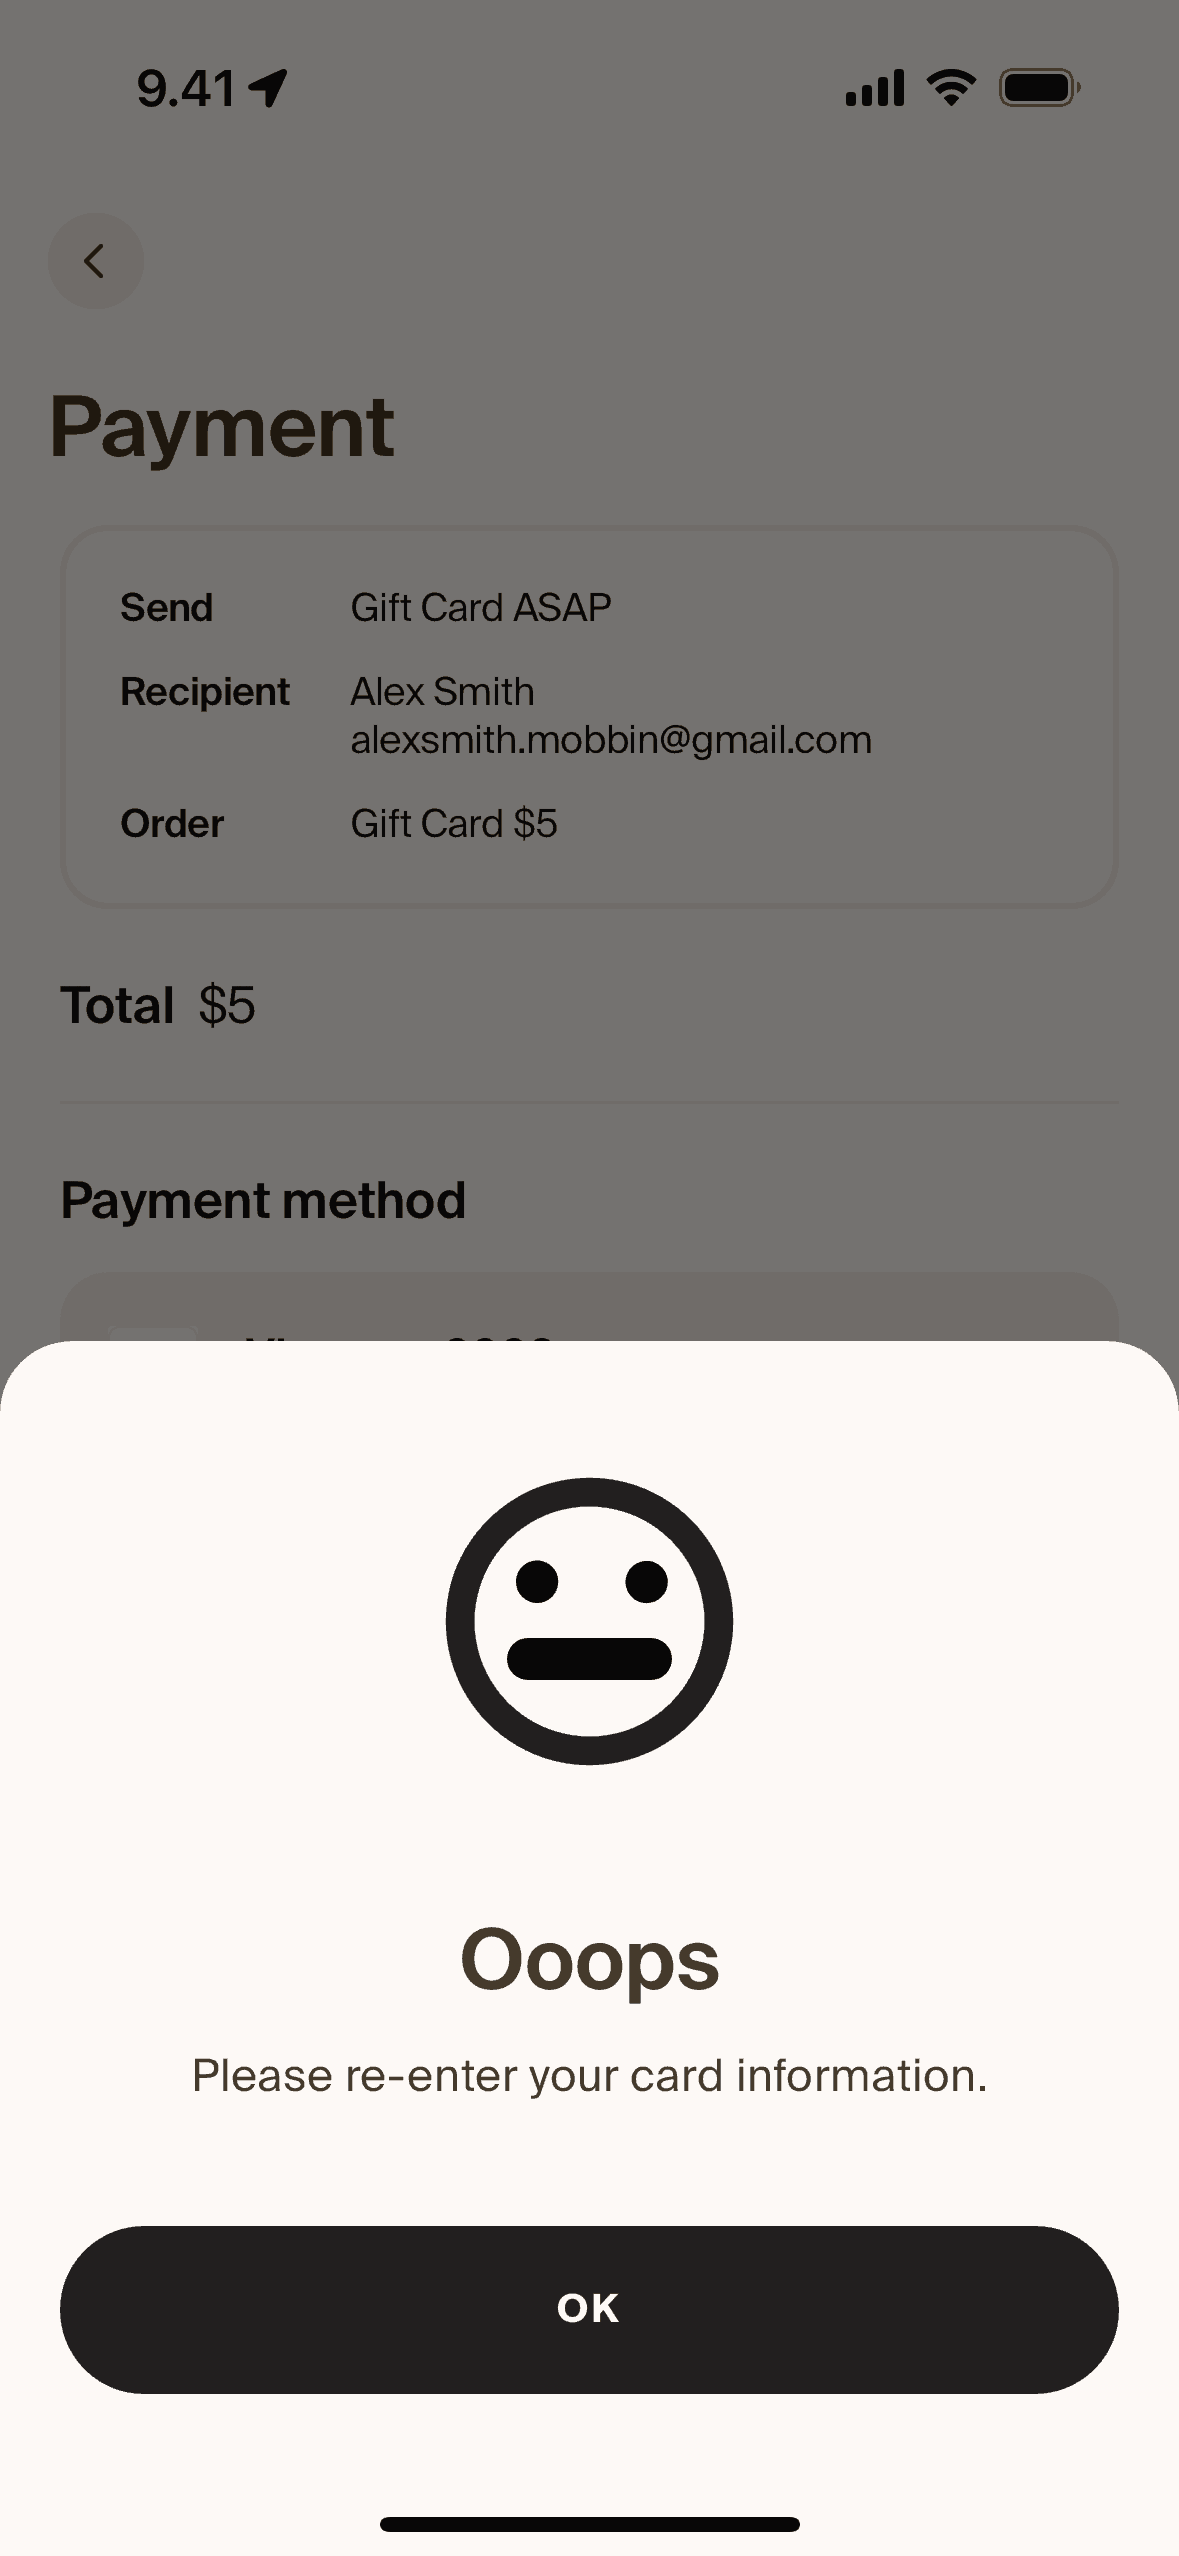 9.41
Payment
Send Gift Card ASAP
Recipient Alex Smith
alexsmith.mobbin@gmail.com
Order Gift Card $5
Total $5
Payment method
Ooops
Please re-enter your card information.
OK